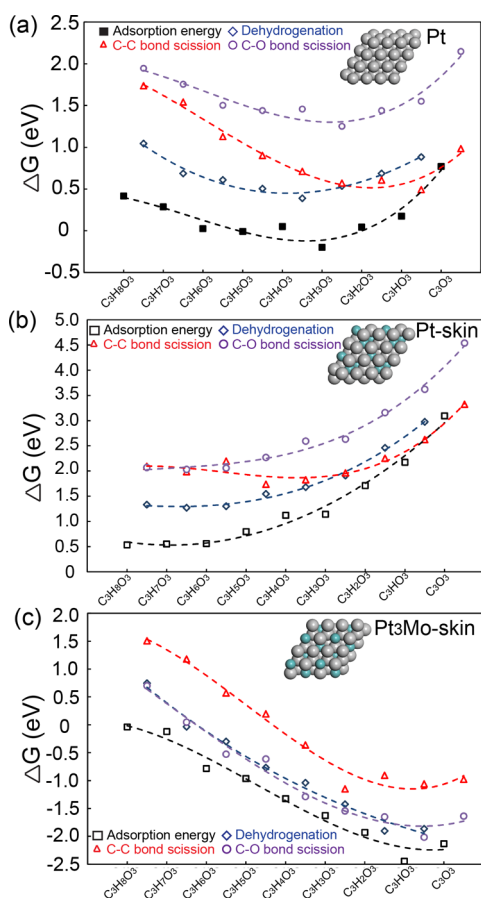 (a)
Adsorption energy
Dehydrogenation
C-C bond scission
C-O bond scission
Pt
ΔG (eV)
2.5
2.0
1.5
1.0
0.5
0
-0.5
C₃H₈O₃
C₃H₇O₃
C₃H₆O₃
C₃H₅O₃
C₃H₄O₃
C₃H₃O₃
C₃H₂O₃
C₃HO₃
C₃O₃
(b)
Adsorption energy
Dehydrogenation
C-C bond scission
C-O bond scission
Pt-skin
ΔG (eV)
5.0
4.5
4.0
3.5
3.0
2.5
2.0
1.5
1.0
0.5
0
C₃H₈O₃
C₃H₇O₃
C₃H₆O₃
C₃H₅O₃
C₃H₄O₃
C₃H₃O₃
C₃H₂O₃
C₃HO₃
C₃O₃
(c)
Pt₃Mo-skin
ΔG (eV)
2.0
1.5
1.0
0.5
0
-0.5
-1.0
-1.5
-2.0
-2.5
Adsorption energy
Dehydrogenation
C-C bond scission
C-O bond scission
C₃H₈O₃
C₃H₇O₃
C₃H₆O₃
C₃H₅O₃
C₃H₄O₃
C₃H₃O₃
C₃H₂O₃
C₃HO₃
C₃O₃